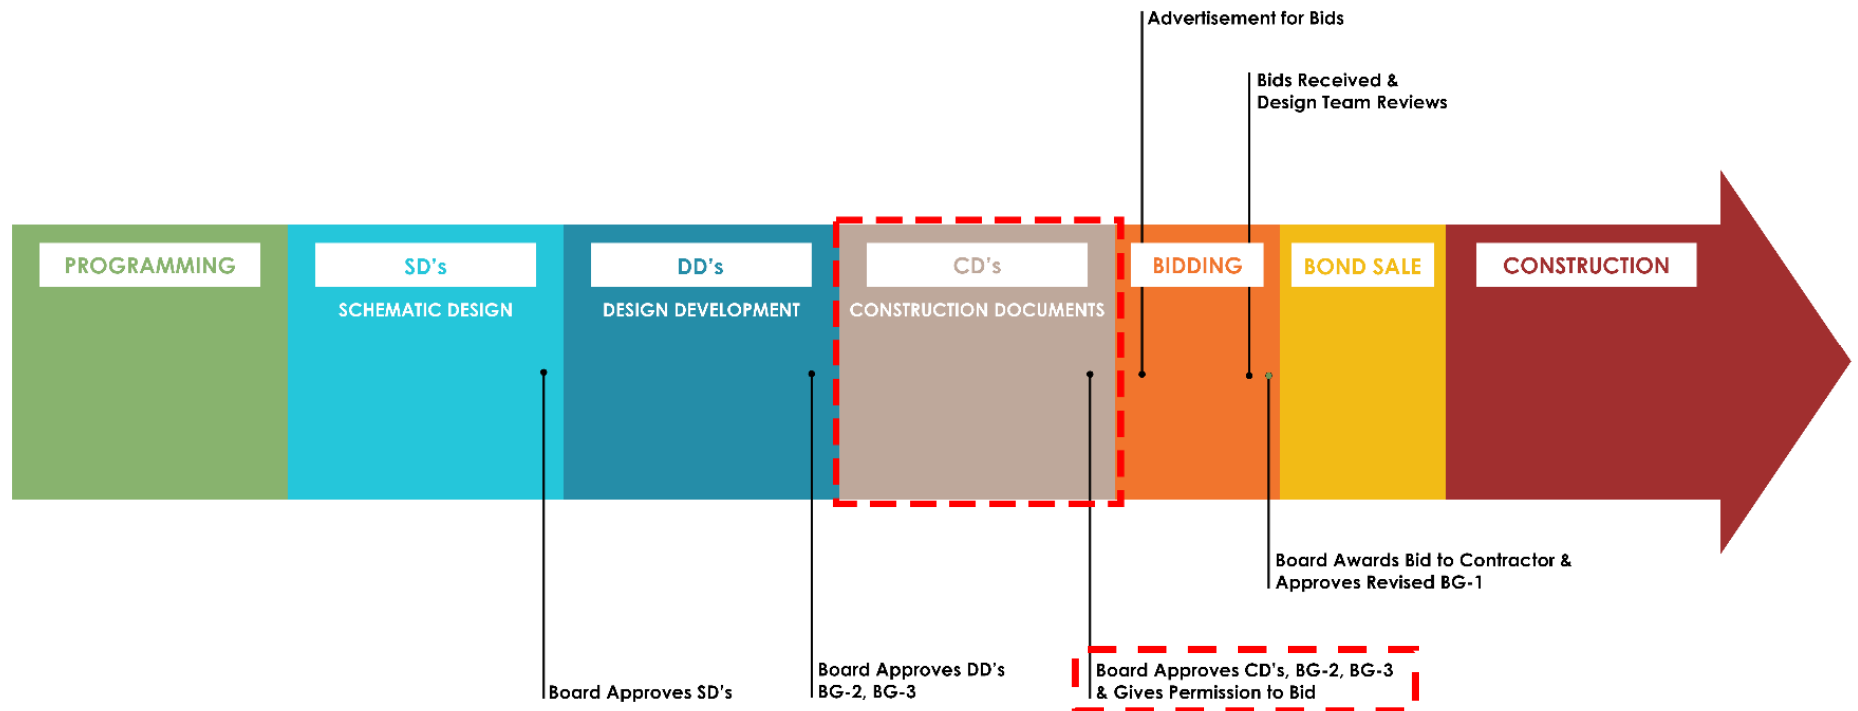 Advertisement for Bids
Bids Received &
Design Team Reviews
PROGRAMMING
SD's
SCHEMATIC DESIGN
DD's
DESIGN DEVELOPMENT
CD's
CONSTRUCTION DOCUMENTS
BIDDING
BOND SALE
CONSTRUCTION
Board Approves SD's
Board Approves DD's
BG-2, BG-3
Board Approves CD's, BG-2, BG-3
& Gives Permission to Bid
Board Awards Bid to Contractor &
Approves Revised BG-1